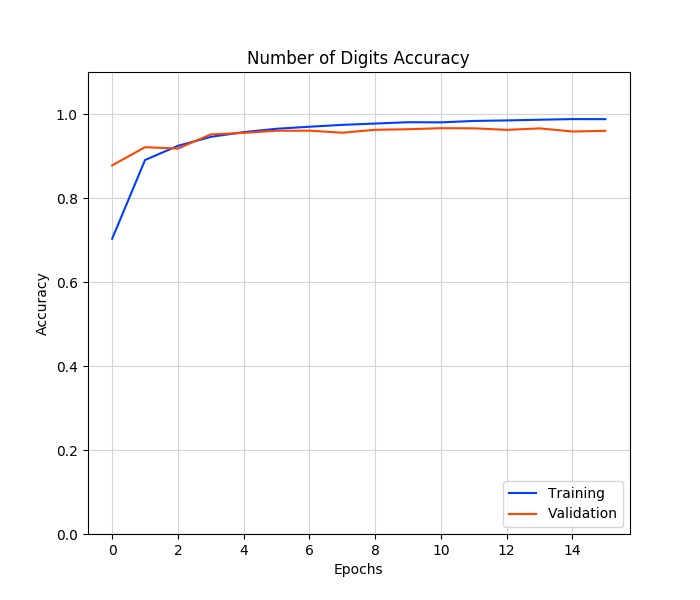 Number of Digits Accuracy
1.0
0.8
0.6
0.4
0.2
0.0
Accuracy
Training
Validation
0 2 4 6 8 10 12 14
Epochs